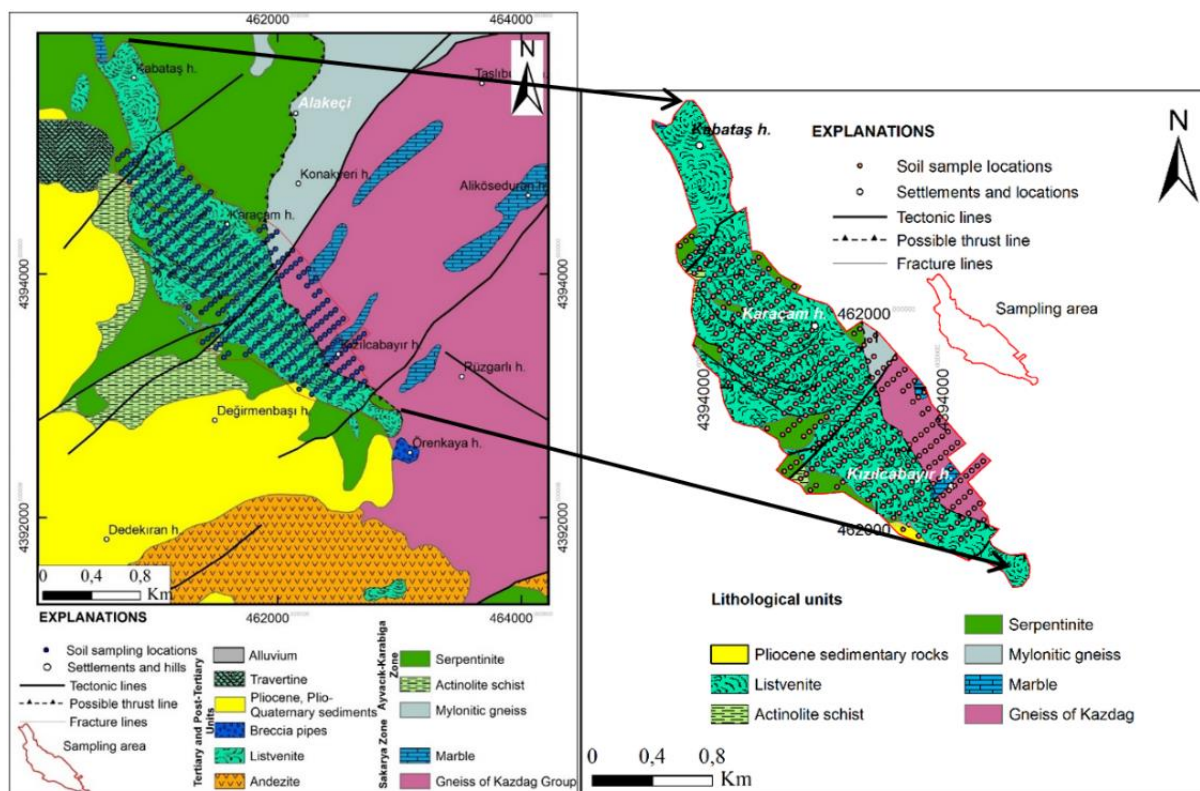 462000
464000
N
Kabataş h.
Alakeçi
Konakyeri h.
Aliköseduran h.
Karaçam h.
4394000
Kızılcabayır h.
Rüzgarlı h.
Değirmenbaşı h.
Örenkaya h.
4392000
Dedekıran h.
0 0,4 0,8
Km
462000
464000
EXPLANATIONS
Soil sampling locations
Settlements and hills
Tectonic lines
Possible thrust line
Fracture lines
Sampling area
Tertiary and Post-Tertiary
Units
Alluvium
Travertine
Pliocene, Plio-
Quaternary sediments
Breccia pipes
Listvenite
Andezite
Ayvacık-Karabiga
Zone
Serpentinite
Actinolite schist
Mylonitic gneiss
Sakarya Zone
Marble
Gneiss of Kazdag Group
Kabataş h.
EXPLANATIONS
Soil sample locations
Settlements and locations
Tectonic lines
Possible thrust line
Fracture lines
Sampling area
N
462000
Karaçam h.
4394000
4394000
Kızılcabayır h.
462000
Lithological units
Pliocene sedimentary rocks
Listvenite
Actinolite schist
Serpentinite
Mylonitic gneiss
Marble
Gneiss of Kazdag
0 0.4 0.8
Km